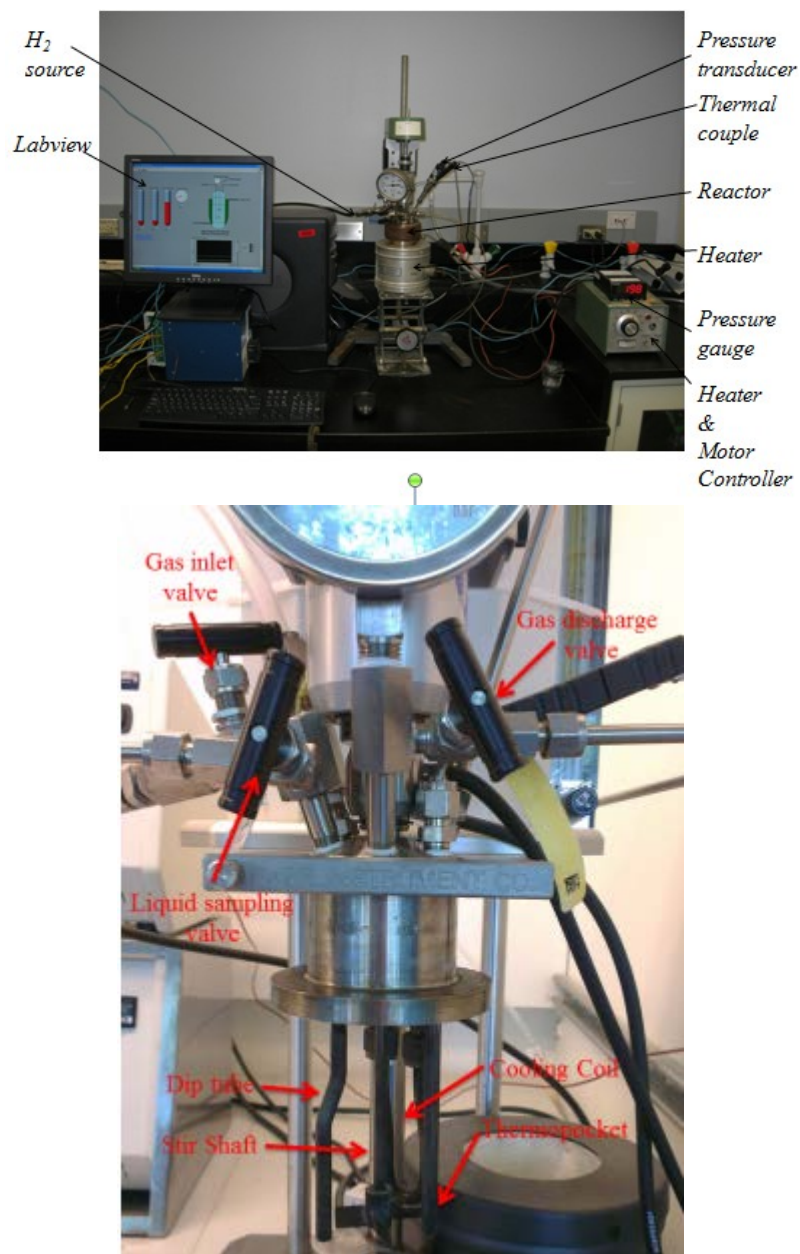 H2
source
Labview
Pressure
transducer
Thermal
couple
Reactor
Heater
Pressure
gauge
Heater
&
Motor
Controller
198
Gas inlet
valve
Gas discharge
valve
Liquid sampling
valve
Dip tube
Cooling Coil
Stir Shaft
Thermopocket